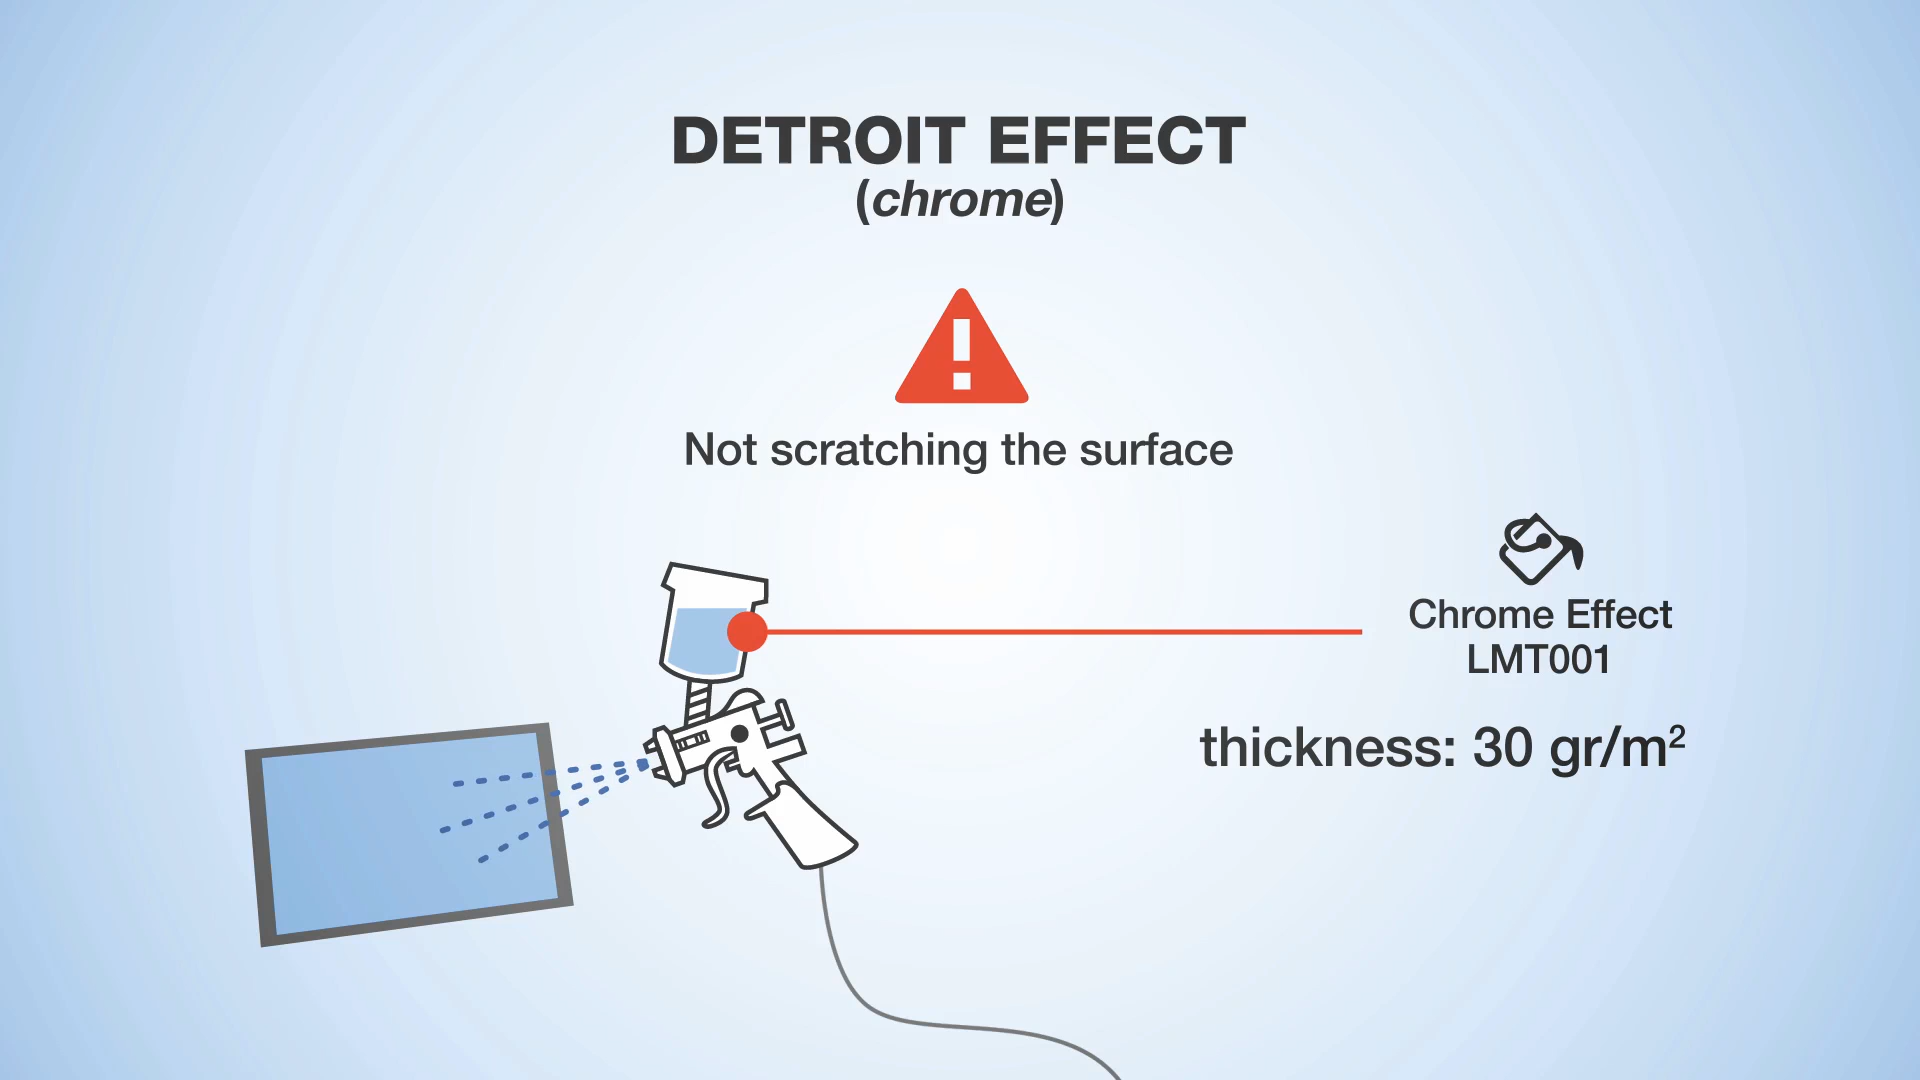 DETROIT EFFECT
(chrome)
Not scratching the surface
Chrome Effect
LMT001
thickness: 30 gr/m²